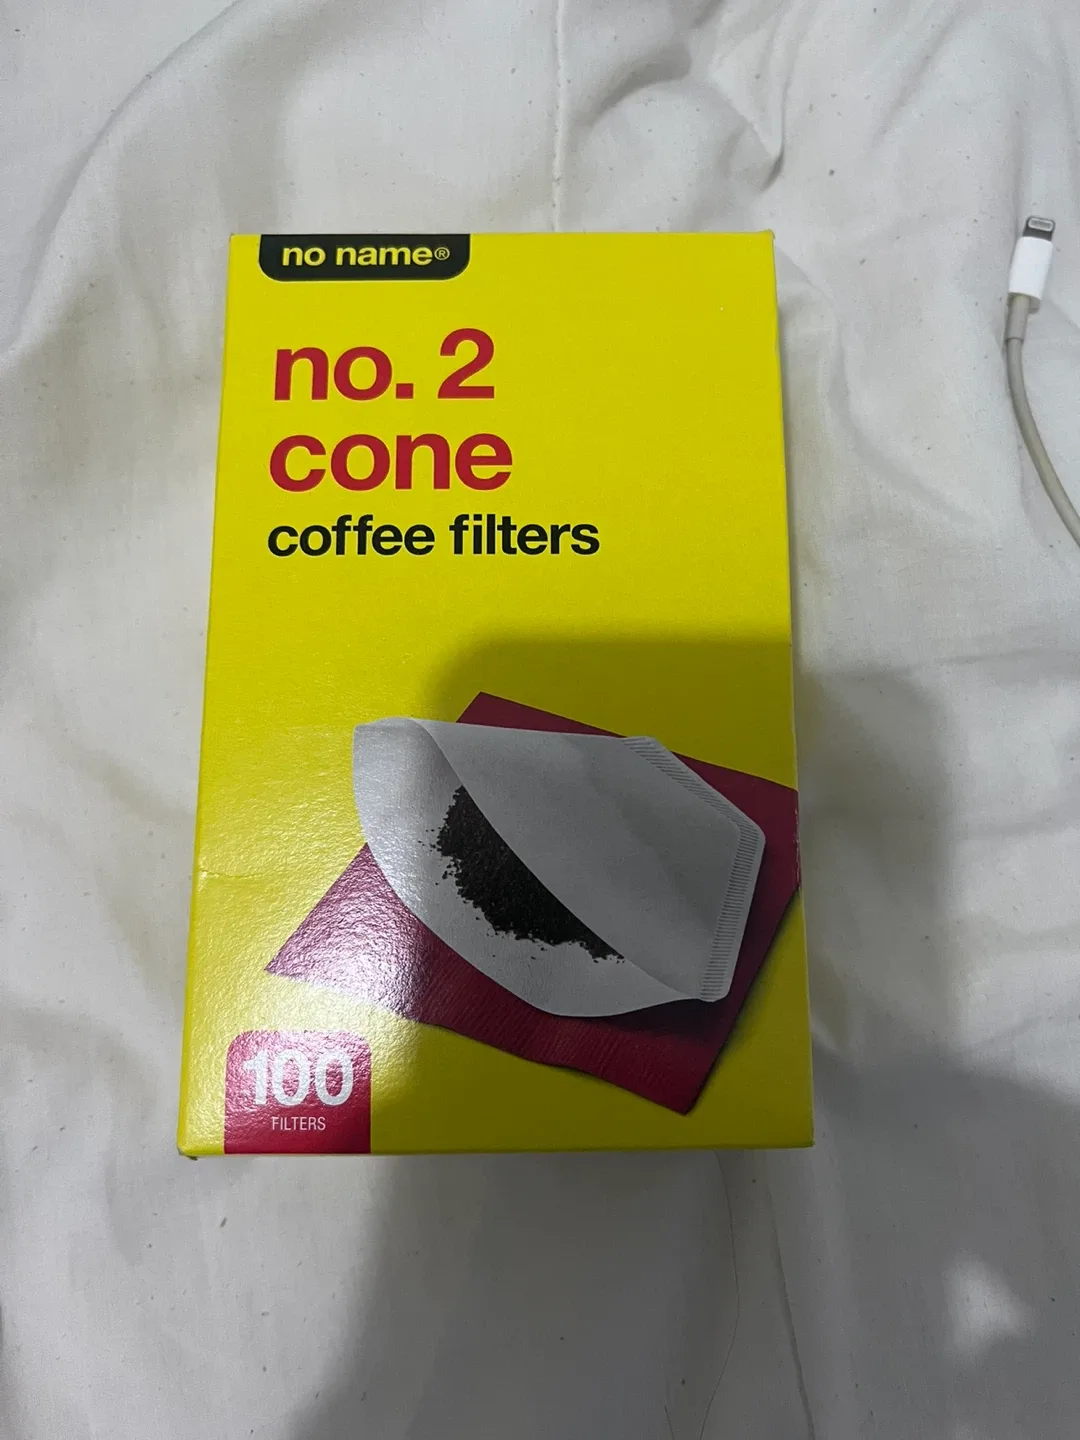 no name®
no. 2
cone
coffee filters
100
FILTERS